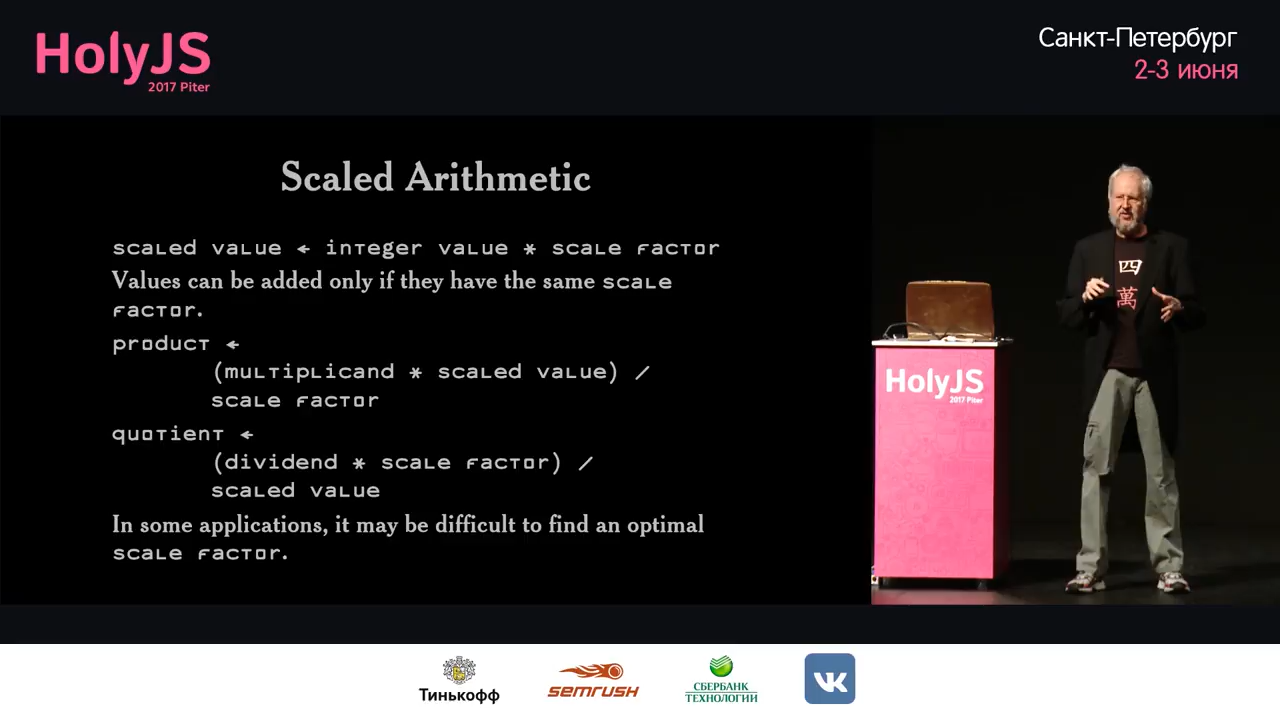 HolyJS
2017 Piter
Санкт-Петербург
2-3 июня
Scaled Arithmetic
scaled value ← integer value * scale factor
Values can be added only if they have the same scale
factor.
product ←
(multiplicand * scaled value) /
scale factor
quotient ←
(dividend * scale factor) /
scaled value
In some applications, it may be difficult to find an optimal
scale factor.
四
萬
HolyJS
2017 Piter
Тинькофф
SEMRUSH
СБЕРБАНК
ТЕХНОЛОГИИ
VK